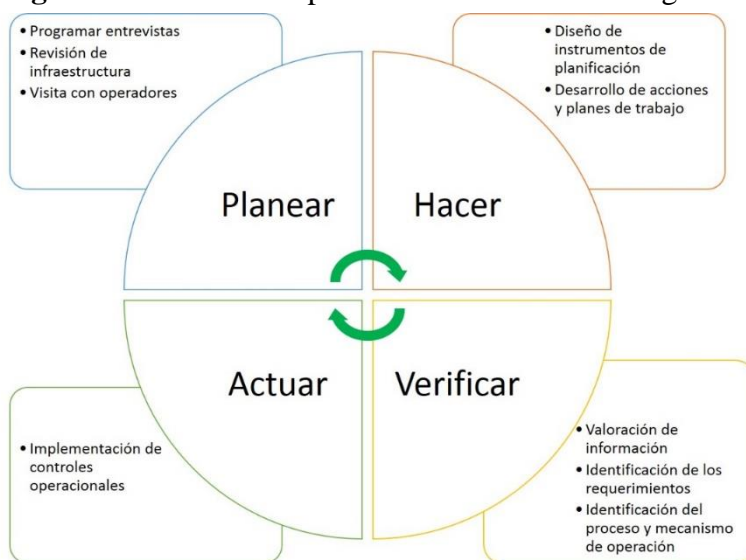 • Programar entrevistas
• Revisión de
infraestructura
• Visita con operadores
• Diseño de
instrumentos de
planificación
• Desarrollo de acciones
y planes de trabajo
Planear
Hacer
Actuar
Verificar
• Implementación de
controles
operacionales
• Valoración de
información
• Identificación de los
requerimientos
• Identificación del
proceso y mecanismo
de operación